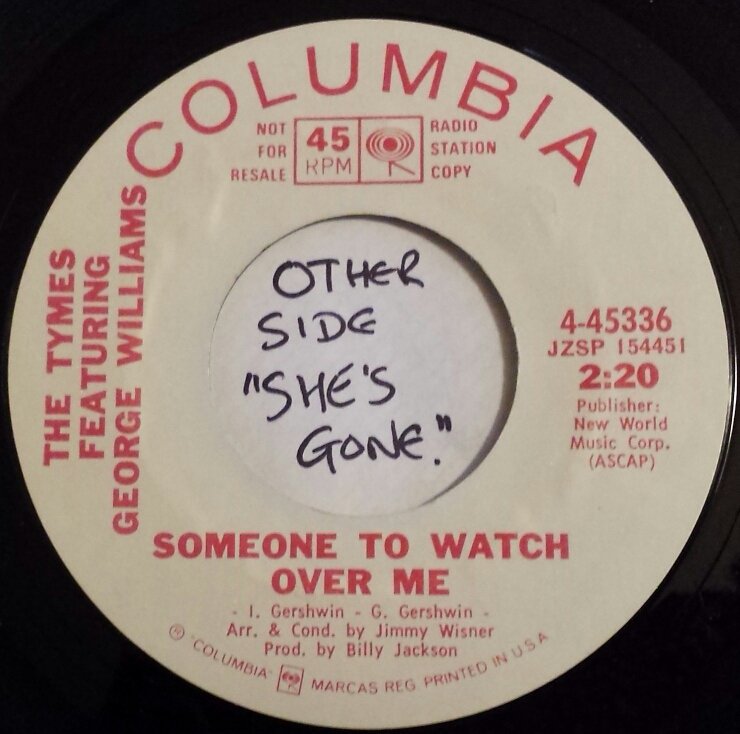 COLUMBIA
NOT
FOR
RESALE
45
RPM
RADIO
STATION
COPY
THE TYMES
FEATURING
GEORGE WILLIAMS
OTHER
SIDE
"SHE'S
GONE."
4-45336
JZSP 154451
2:20
Publisher:
New World
Music Corp.
(ASCAP)
SOMEONE TO WATCH
OVER ME
- I. Gershwin - G. Gershwin -
Arr. & Cond. by Jimmy Wisner
Prod. by Billy Jackson
℗ "COLUMBIA" MARCAS REG. PRINTED IN U.S.A